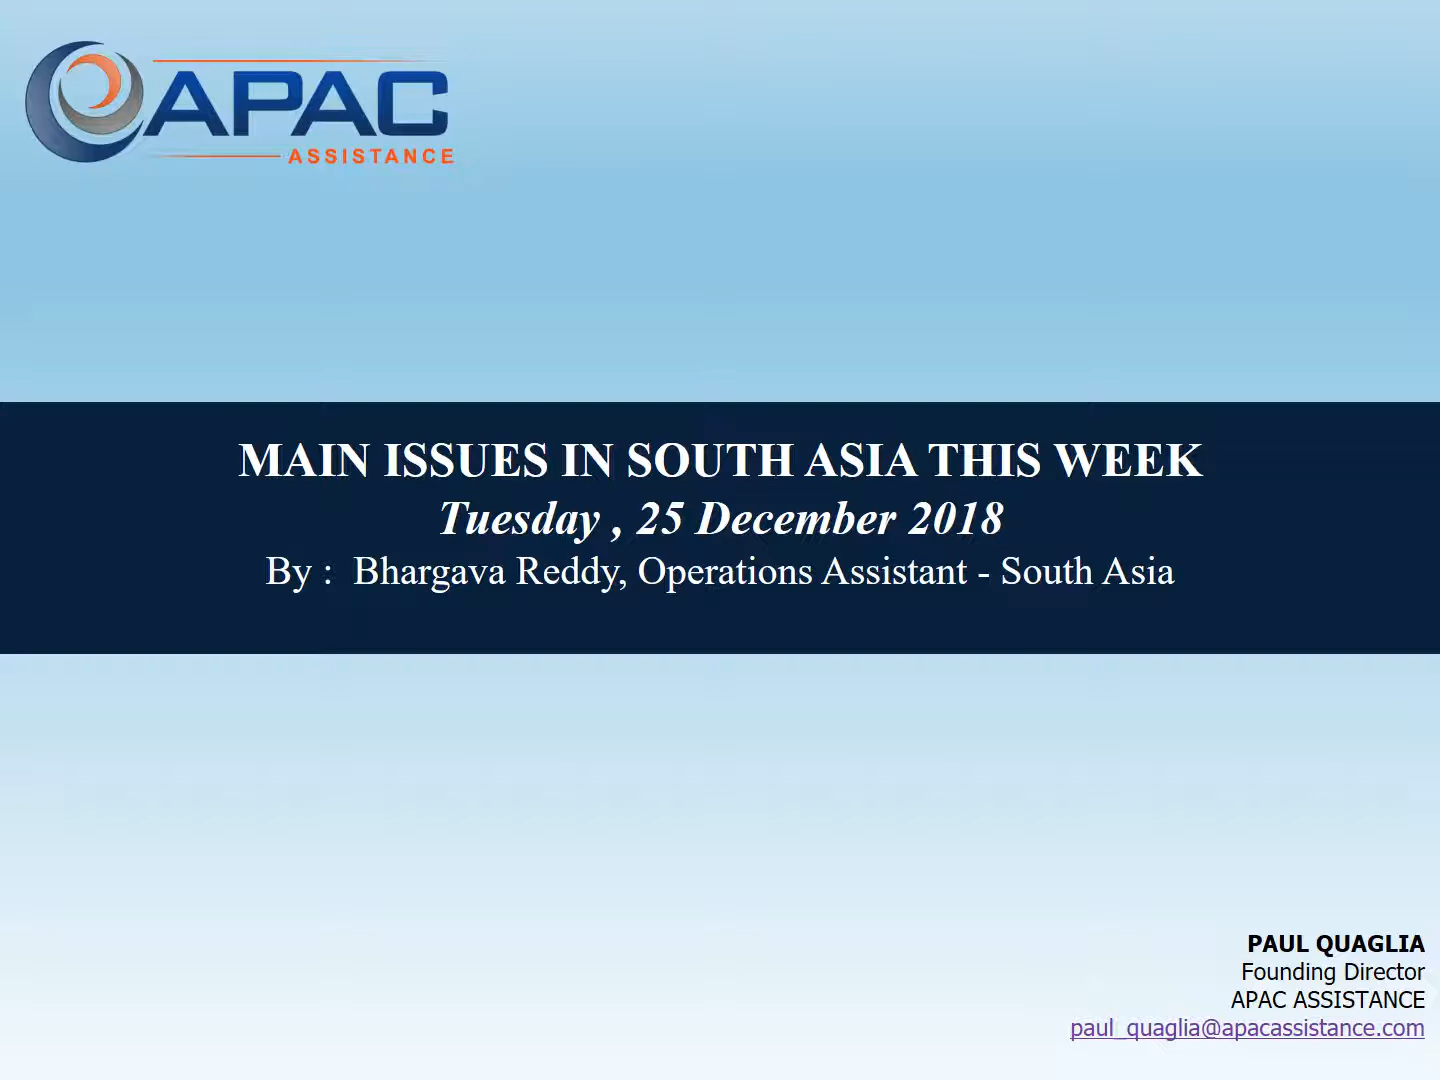 APAC
ASSISTANCE
MAIN ISSUES IN SOUTH ASIA THIS WEEK
Tuesday , 25 December 2018
By :  Bhargava Reddy, Operations Assistant - South Asia
PAUL QUAGLIA
Founding Director
APAC ASSISTANCE
paul_quaglia@apacassistance.com